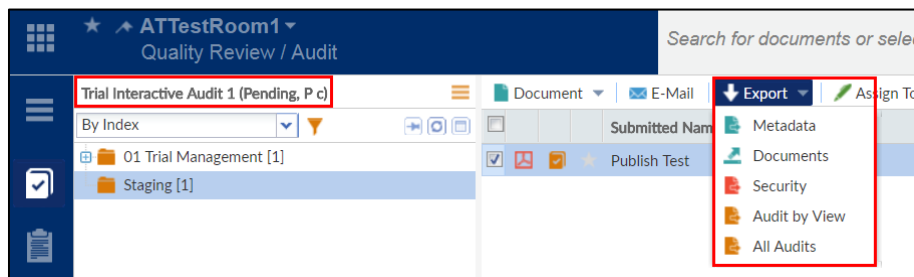 ATTestRoom1
Quality Review / Audit
Search for documents or selec
Trial Interactive Audit 1 (Pending, P c)
Document
E-Mail
Export
Assign To
By Index
Submitted Nam
Metadata
01 Trial Management [1]
Publish Test
Documents
Staging [1]
Security
Audit by View
All Audits